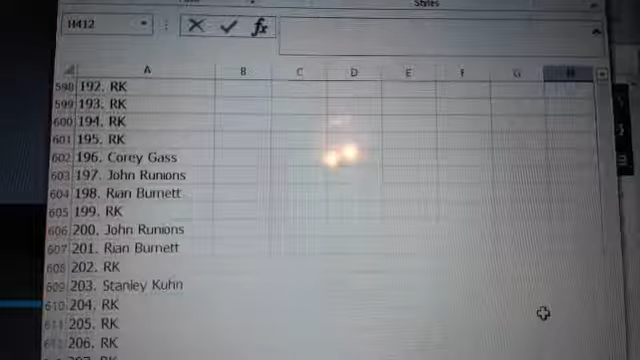 Styles
fx
A B C D E F G H
598 192. RK
599 193. RK
600 194. RK
601 195. RK
602 196. Corey Gass
603 197. John Runions
604 198. Rian Burnett
605 199. RK
606 200. John Runions
607 201. Rian Burnett
608 202. RK
609 203. Stanley Kuhn
610 204. RK
611 205. RK
612 206. RK